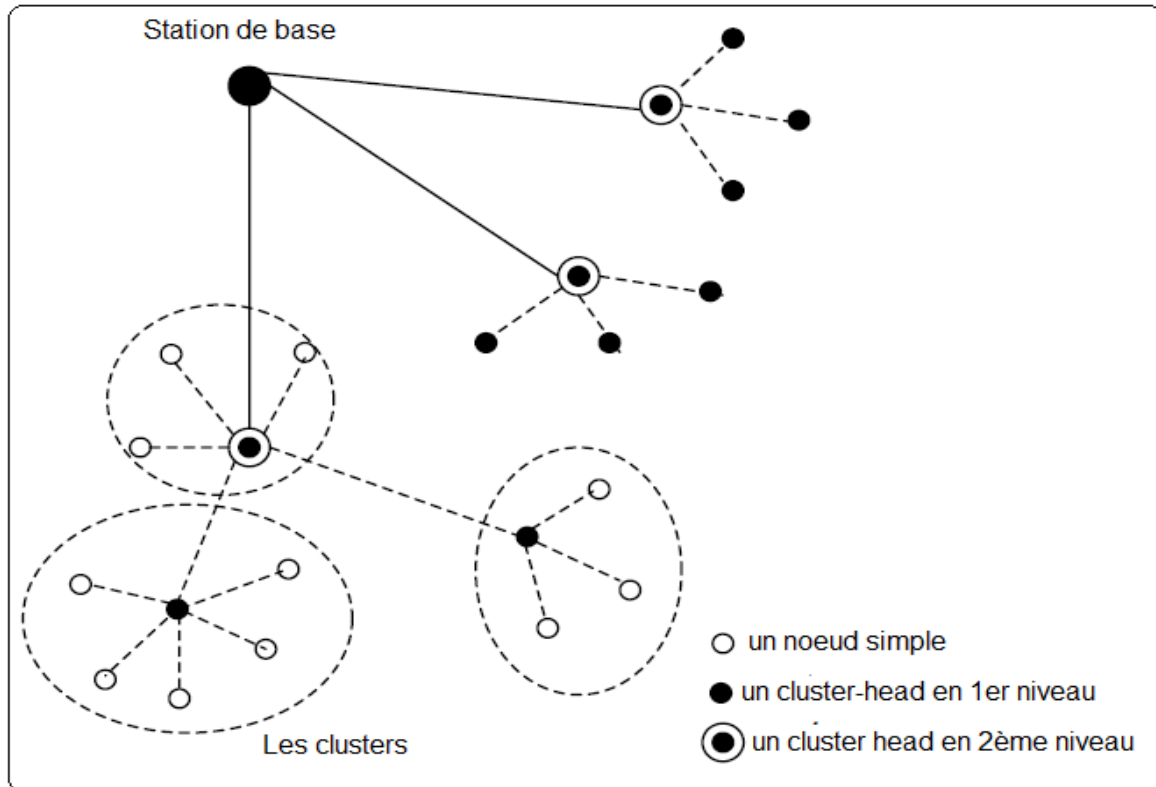 Station de base
un noeud simple
un cluster-head en 1er niveau
un cluster head en 2ème niveau
Les clusters